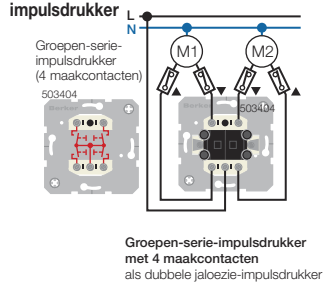 impulsdrukker
L
N
Groepen-serie-
impulsdrukker
(4 maakcontacten)
503404
M1
M2
503404
Groepen-serie-impulsdrukker
met 4 maakcontacten
als dubbele jaloezie-impulsdrukker